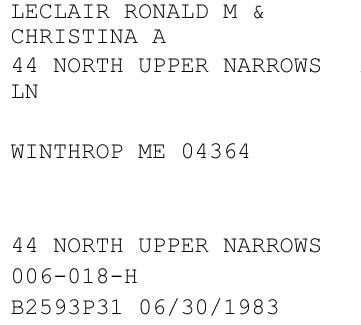 LECLAIR RONALD M &
CHRISTINA A
44 NORTH UPPER NARROWS
LN
WINTHROP ME 04364
44 NORTH UPPER NARROWS
006-018-H
B2593P31 06/30/1983